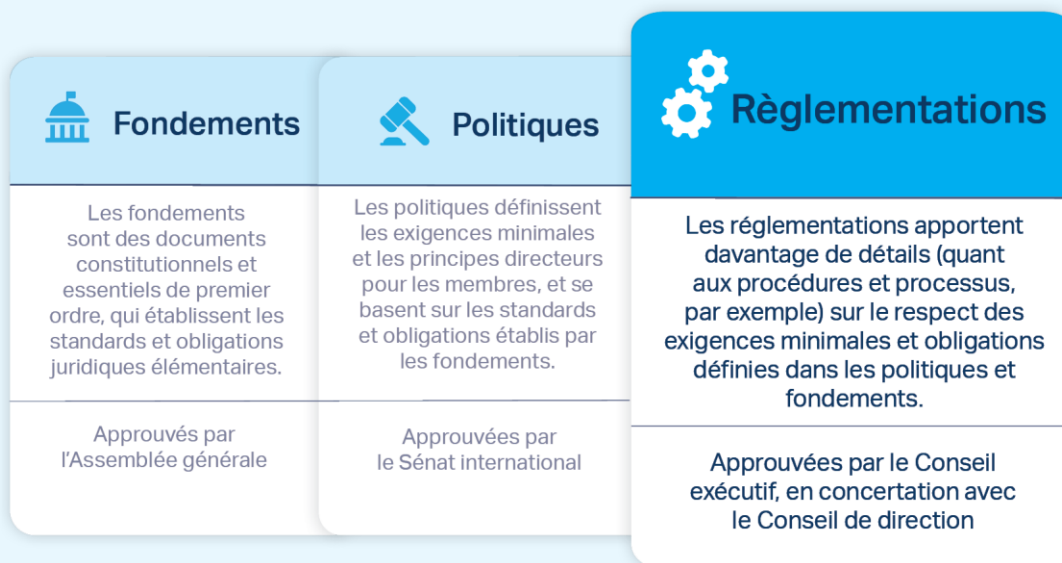 Fondements
Les fondements
sont des documents
constitutionnels et
essentiels de premier
ordre, qui établissent les
standards et obligations
juridiques élémentaires.
Approuvés par
l'Assemblée générale
Politiques
Les politiques définissent
les exigences minimales
et les principes directeurs
pour les membres, et se
basent sur les standards
et obligations établis par
les fondements.
Approuvées par
le Sénat international
Règlementations
Les réglementations apportent
davantage de détails (quant
aux procédures et processus,
par exemple) sur le respect des
exigences minimales et obligations
définies dans les politiques et
fondements.
Approuvées par le Conseil
exécutif, en concertation avec
le Conseil de direction